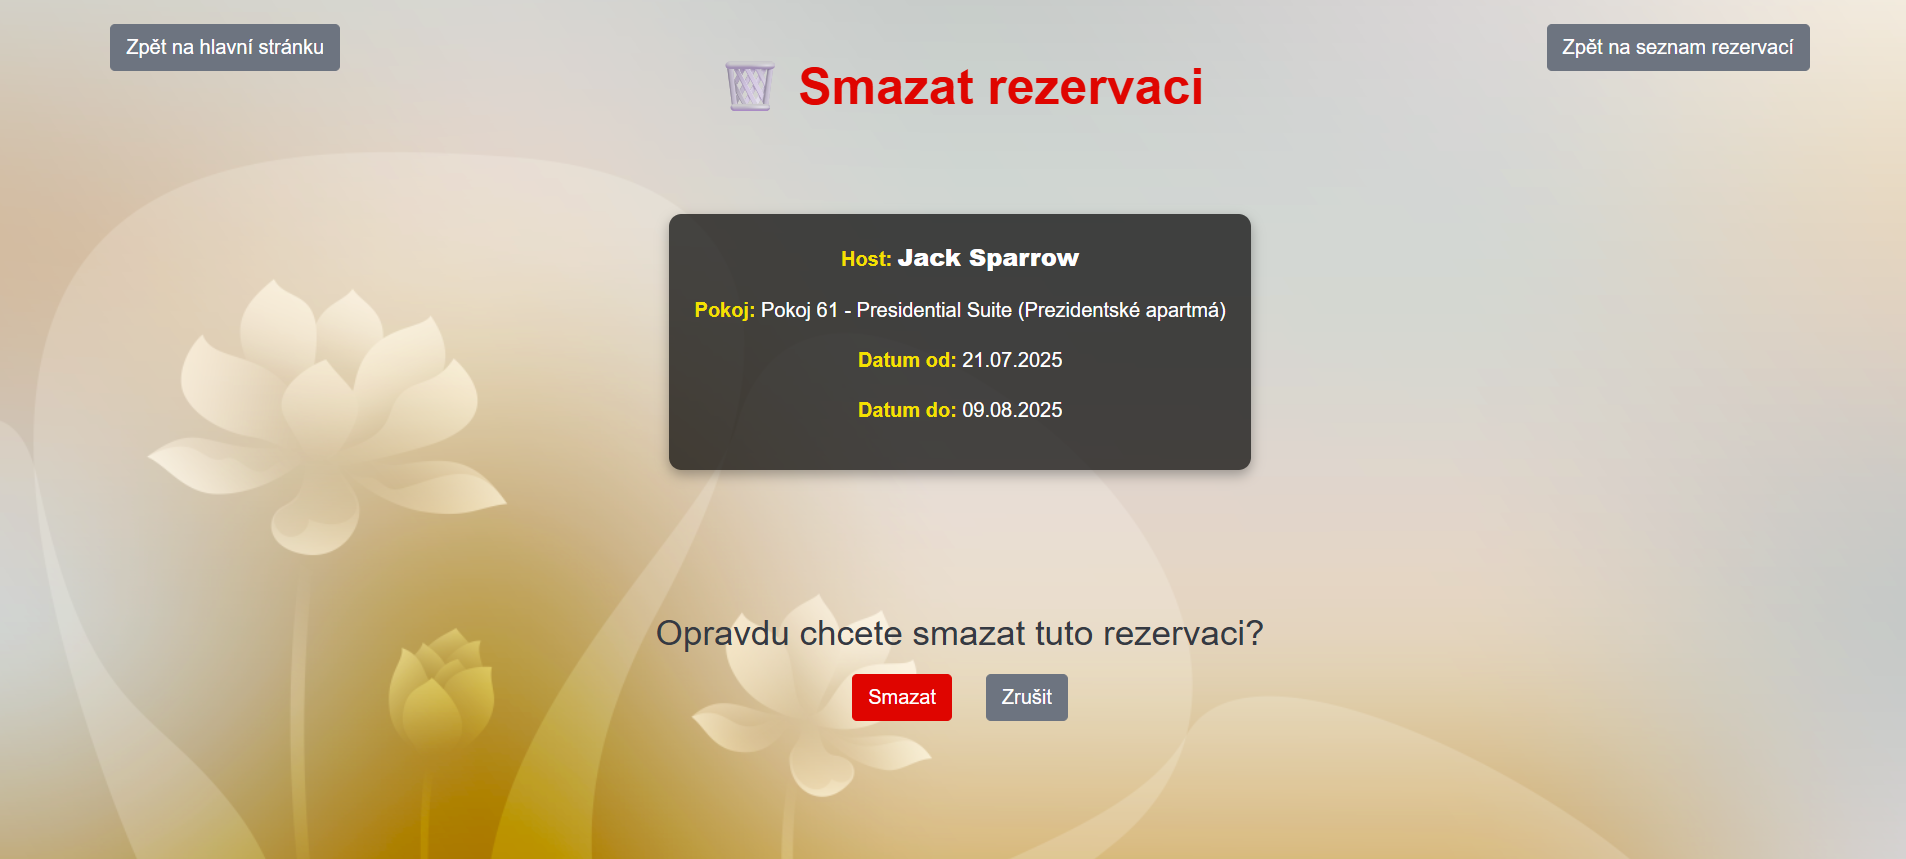 Zpět na hlavní stránku
Zpět na seznam rezervací
Smazat rezervaci
Host: Jack Sparrow
Pokoj: Pokoj 61 - Presidential Suite (Prezidentské apartmá)
Datum od: 21.07.2025
Datum do: 09.08.2025
Opravdu chcete smazat tuto rezervaci?
Smazat
Zrušit